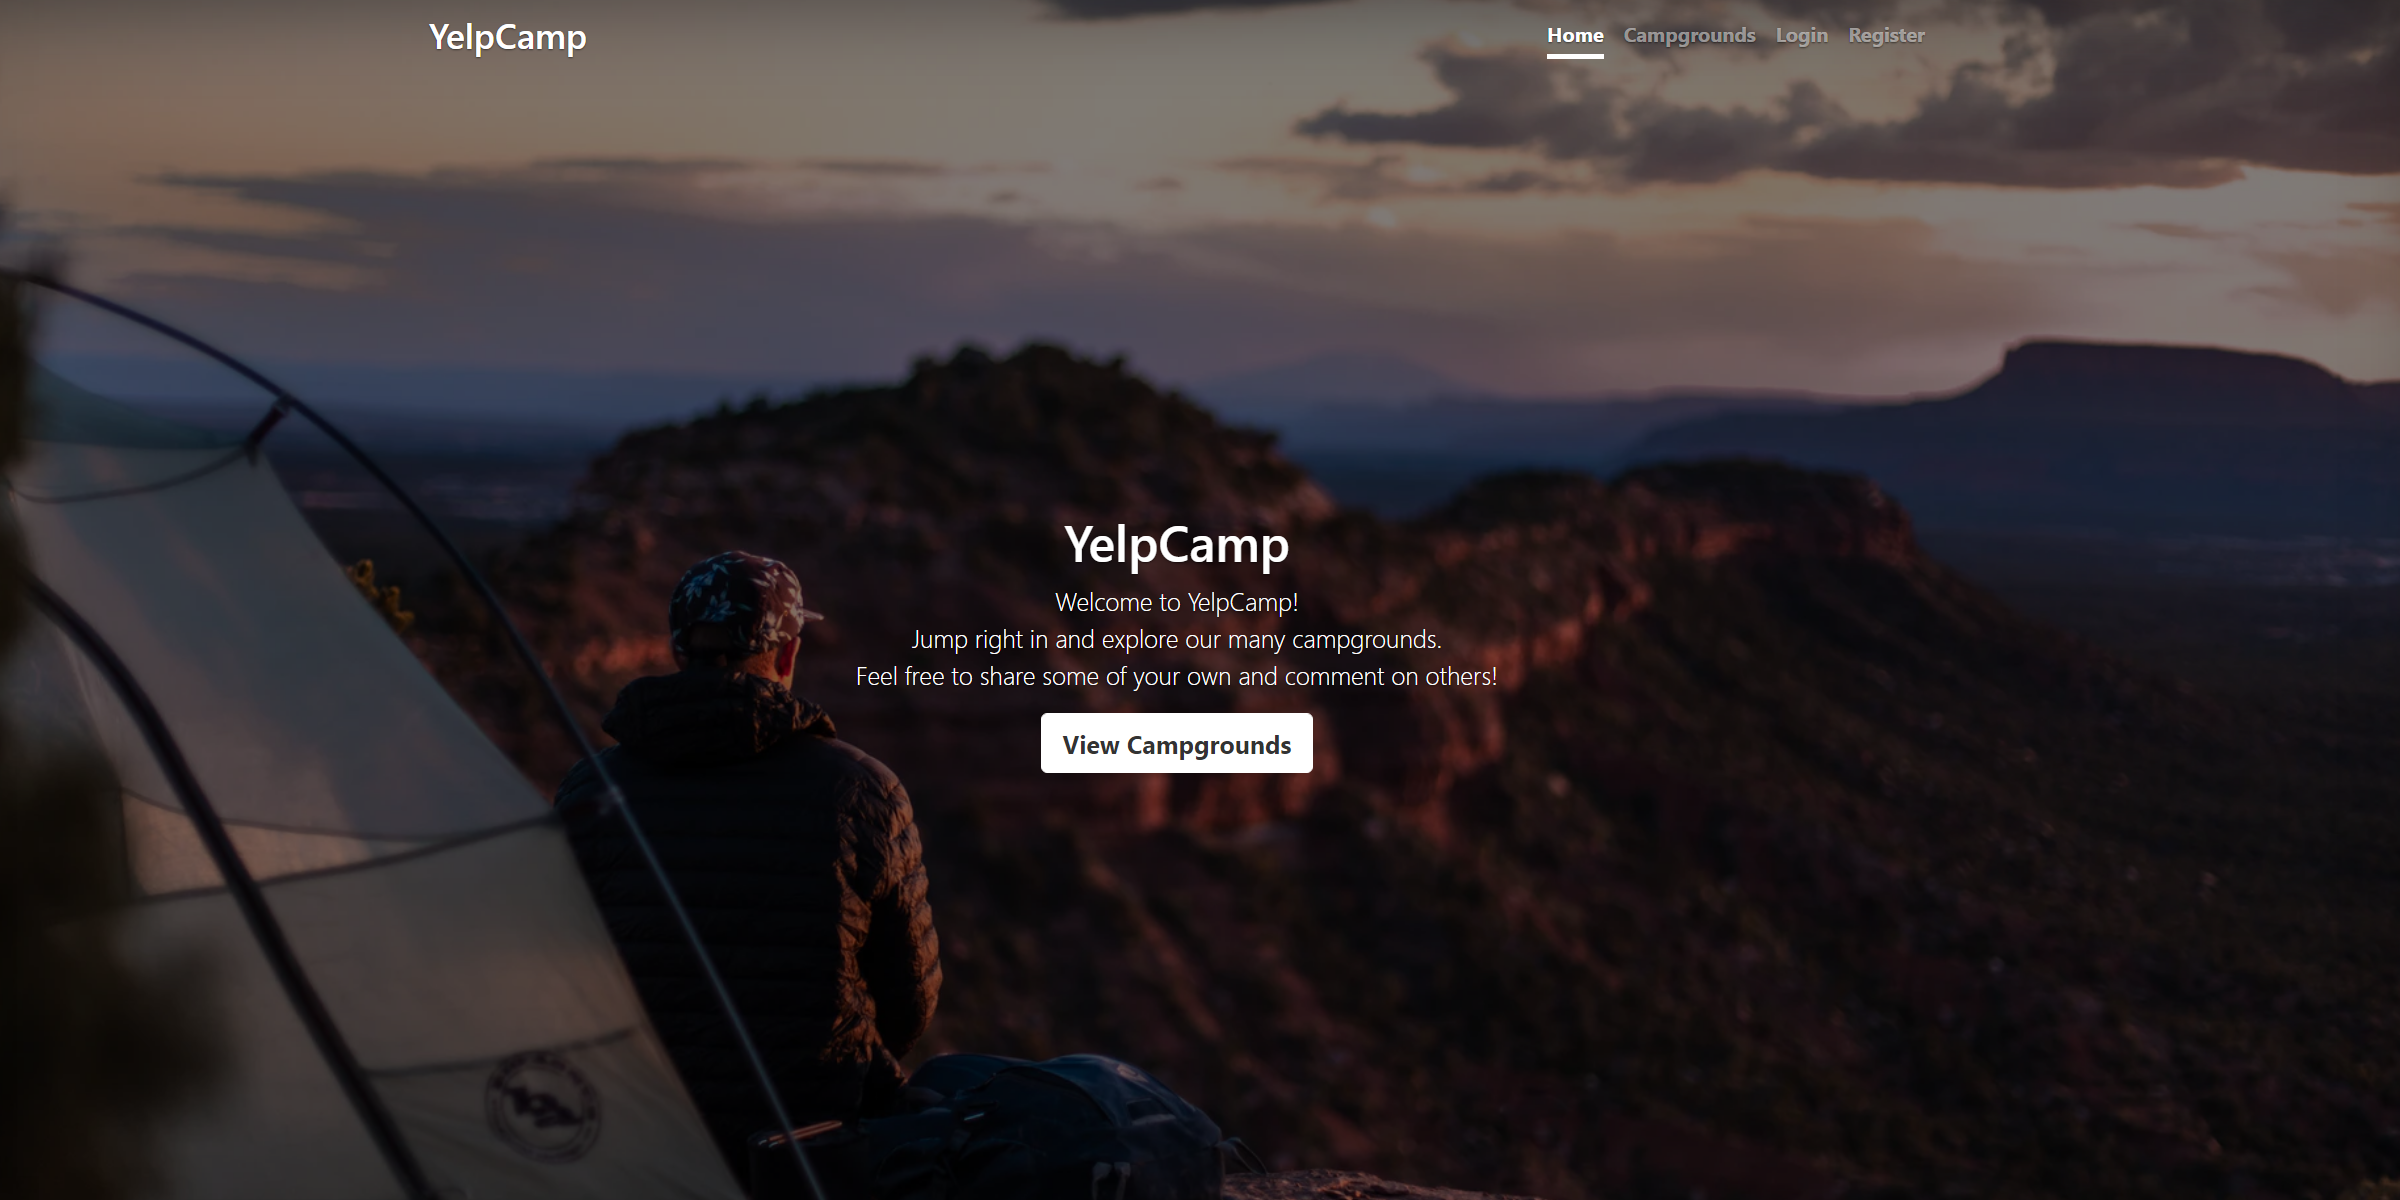 YelpCamp
Home Campgrounds Login Register
YelpCamp
Welcome to YelpCamp!
Jump right in and explore our many campgrounds.
Feel free to share some of your own and comment on others!
View Campgrounds